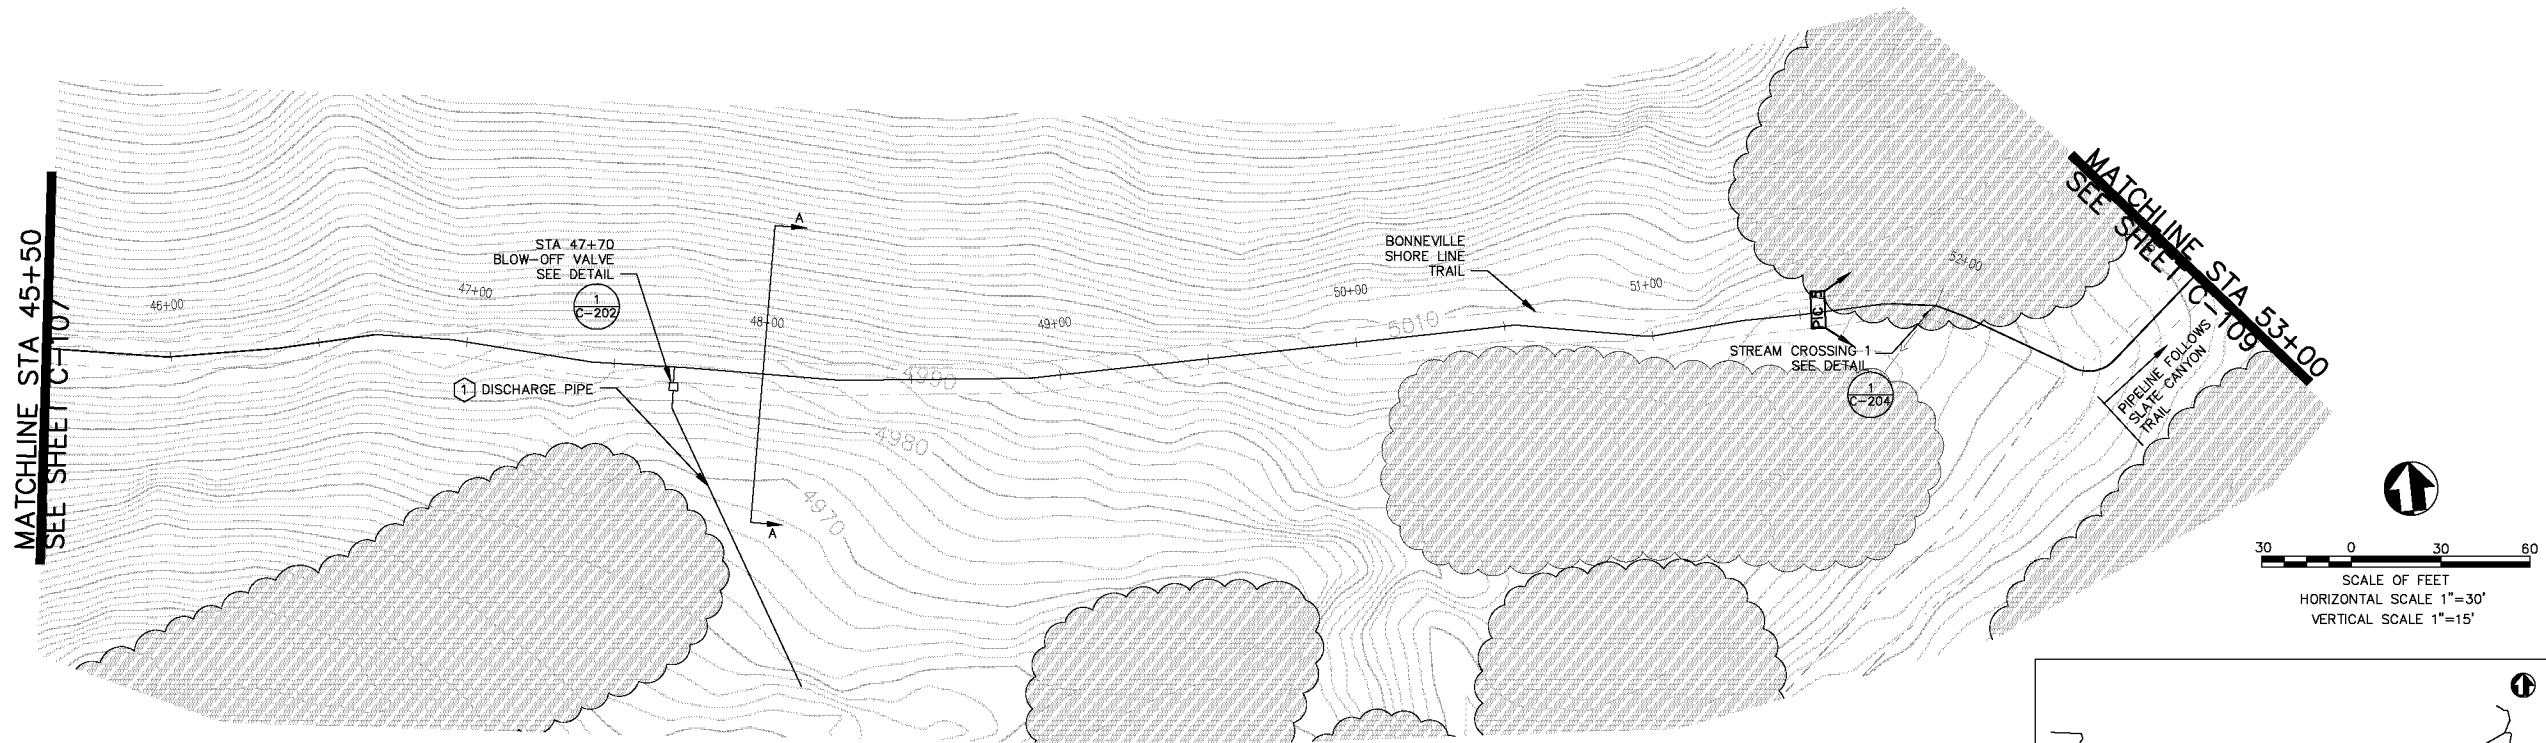 MATCHLINE STA 45+50
SEE SHEET C-107
46+00
47+00
STA 47+70
BLOW-OFF VALVE
SEE DETAIL
1
C-202
1 DISCHARGE PIPE
A
A
48+00
49+00
4990
4980
4970
50+00
5010
BONNEVILLE
SHORE LINE
TRAIL
51+00
52+00
STREAM CROSSING 1
SEE DETAIL
1
C-204
PIPELINE FOLLOWS
SLATE CANYON
TRAIL
MATCHLINE STA 53+00
SEE SHEET C-109
30 0 30 60
SCALE OF FEET
HORIZONTAL SCALE 1"=30'
VERTICAL SCALE 1"=15'